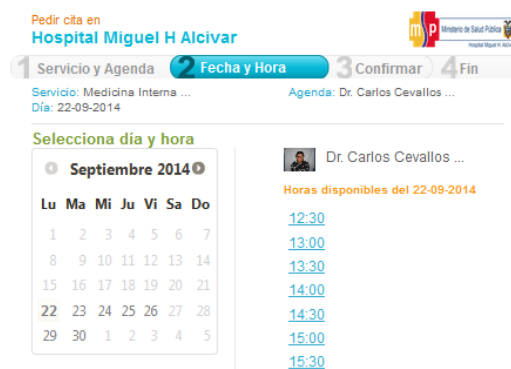 Pedir cita en
Hospital Miguel H Alcivar
mp Ministerio de Salud Pública
1 Servicio y Agenda 2 Fecha y Hora 3 Confirmar 4 Fin
Servicio: Medicina Interna ... Agenda: Dr. Carlos Cevallos ...
Día: 22-09-2014
Selecciona día y hora
Septiembre 2014
Lu Ma Mi Ju Vi Sa Do
1 2 3 4 5 6 7
8 9 10 11 12 13 14
15 16 17 18 19 20 21
22 23 24 25 26 27 28
29 30 1 2 3 4 5
Dr. Carlos Cevallos ...
Horas disponibles del 22-09-2014
12:30
13:00
13:30
14:00
14:30
15:00
15:30